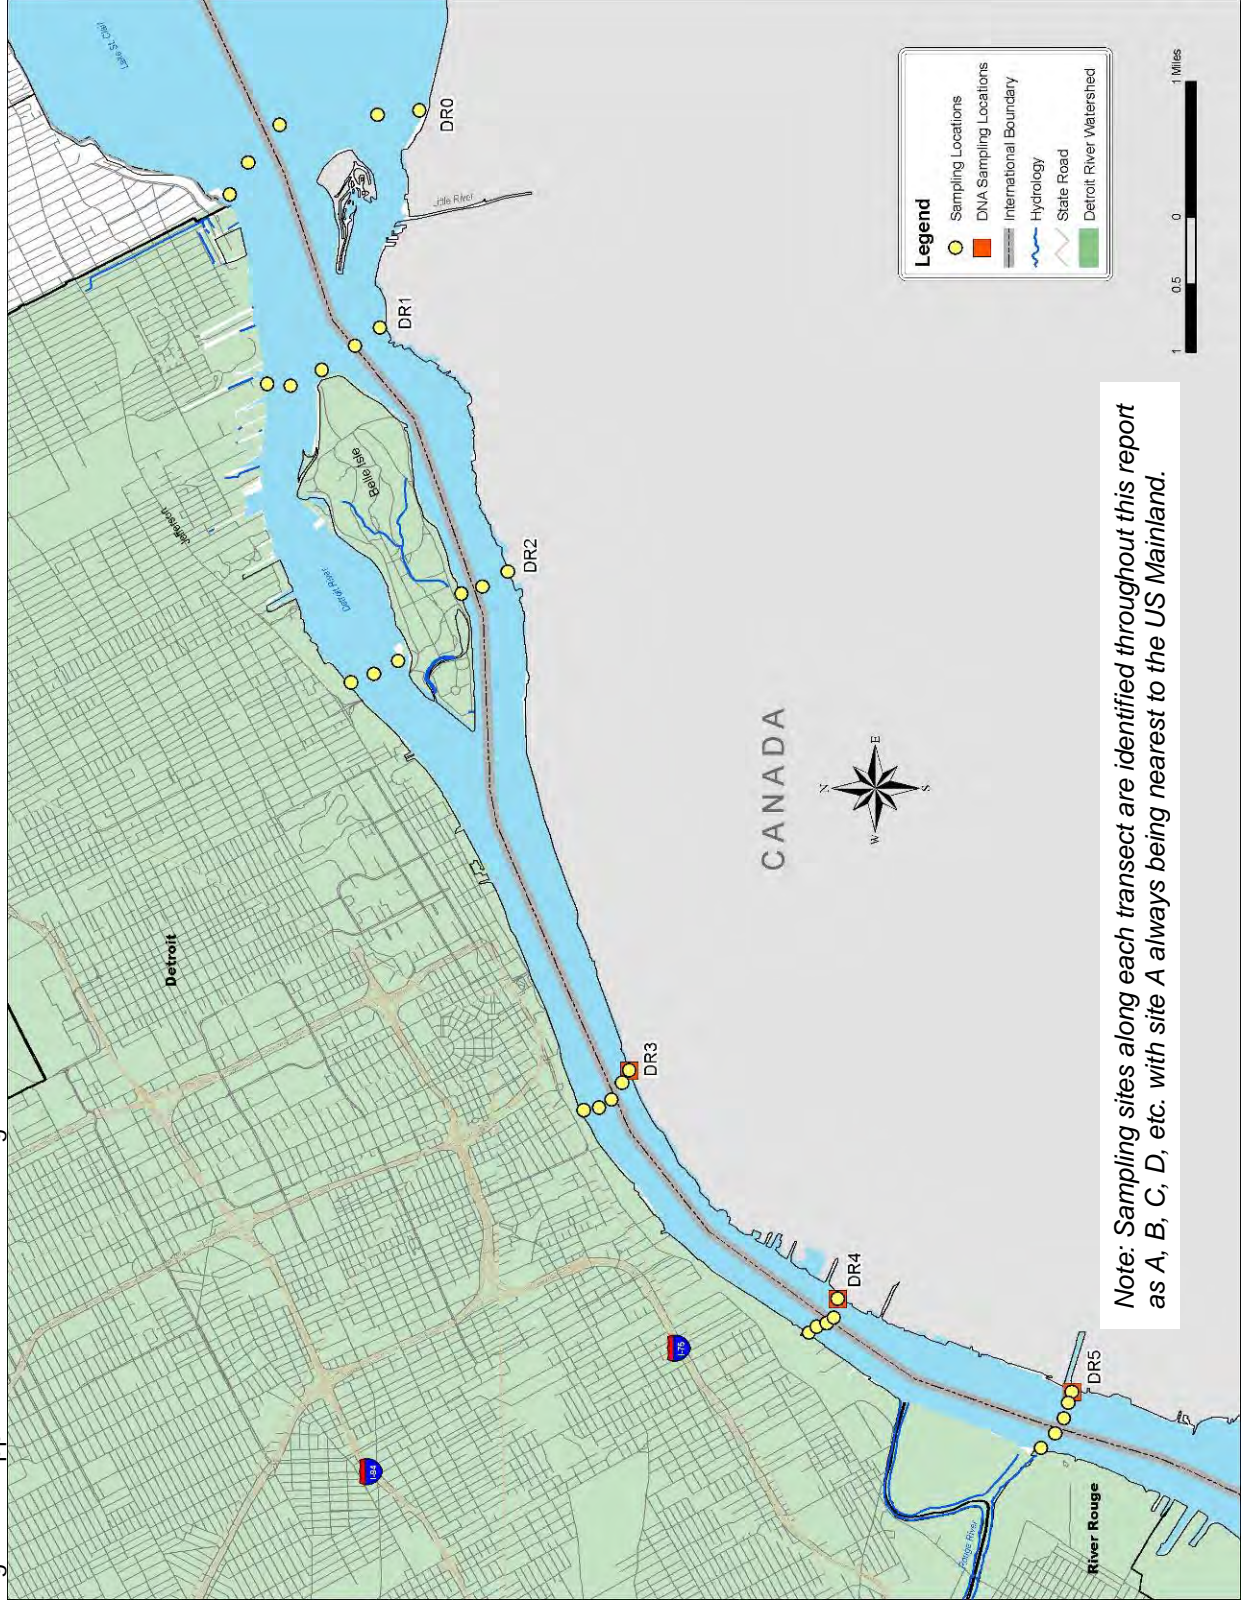 Lake St. Clair
DR0
Little River
DR1
Belle Isle
Jefferson
Detroit River
DR2
Detroit
CANADA
N
W
E
S
DR3
DR4
I-75
I-94
DR5
Rouge River
River Rouge
Legend
Sampling Locations
DNA Sampling Locations
International Boundary
Hydrology
State Road
Detroit River Watershed
1 0.5 0 1 Miles
Note: Sampling sites along each transect are identified throughout this report
as A, B, C, D, etc. with site A always being nearest to the US Mainland.